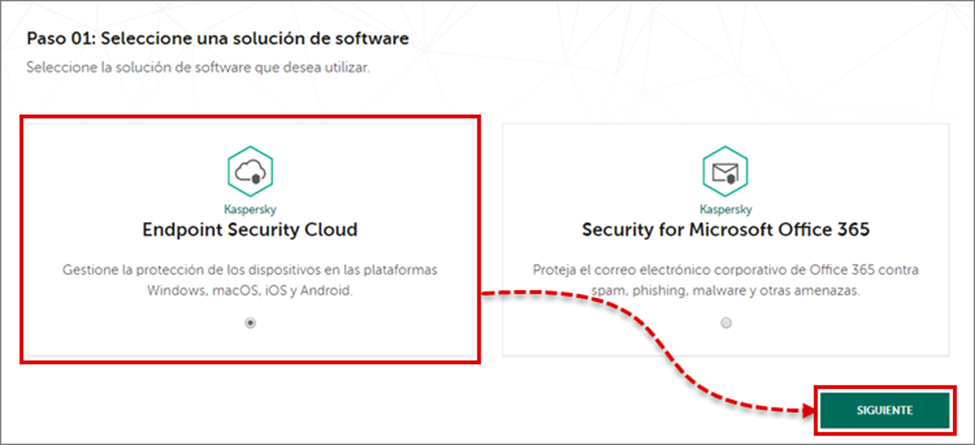 Paso 01: Seleccione una solución de software
Seleccione la solución de software que desea utilizar.
Kaspersky
Endpoint Security Cloud
Gestione la protección de los dispositivos en las plataformas
Windows, macOS, iOS y Android.
Kaspersky
Security for Microsoft Office 365
Proteja el correo electrónico corporativo de Office 365 contra
spam, phishing, malware y otras amenazas.
SIGUIENTE